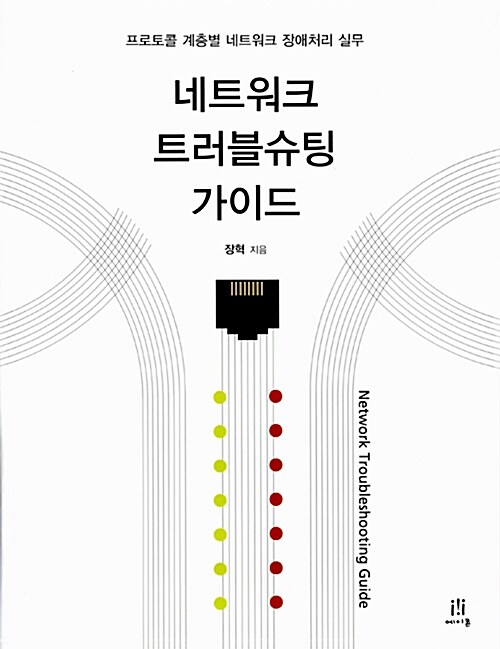 프로토콜 계층별 네트워크 장애처리 실무
네트워크
트러블슈팅
가이드
장혁 지음
Network Troubleshooting Guide
에이콘